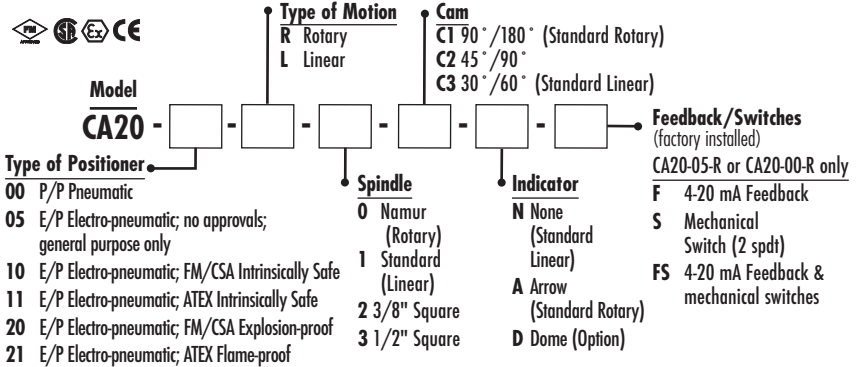 FM
APPROVED
Ex
CE
Type of Motion
R Rotary
L Linear
Cam
C1 90˚/180˚ (Standard Rotary)
C2 45˚/90˚
C3 30˚/60˚ (Standard Linear)
Model
CA20 - - - - - -
Type of Positioner
00 P/P Pneumatic
05 E/P Electro-pneumatic; no approvals;
general purpose only
10 E/P Electro-pneumatic; FM/CSA Intrinsically Safe
11 E/P Electro-pneumatic; ATEX Intrinsically Safe
20 E/P Electro-pneumatic; FM/CSA Explosion-proof
21 E/P Electro-pneumatic; ATEX Flame-proof
Spindle
0 Namur
(Rotary)
1 Standard
(Linear)
2 3/8" Square
3 1/2" Square
Indicator
N None
(Standard
Linear)
A Arrow
(Standard Rotary)
D Dome (Option)
Feedback/Switches
(factory installed)
CA20-05-R or CA20-00-R only
F 4-20 mA Feedback
S Mechanical
Switch (2 spdt)
FS 4-20 mA Feedback &
mechanical switches